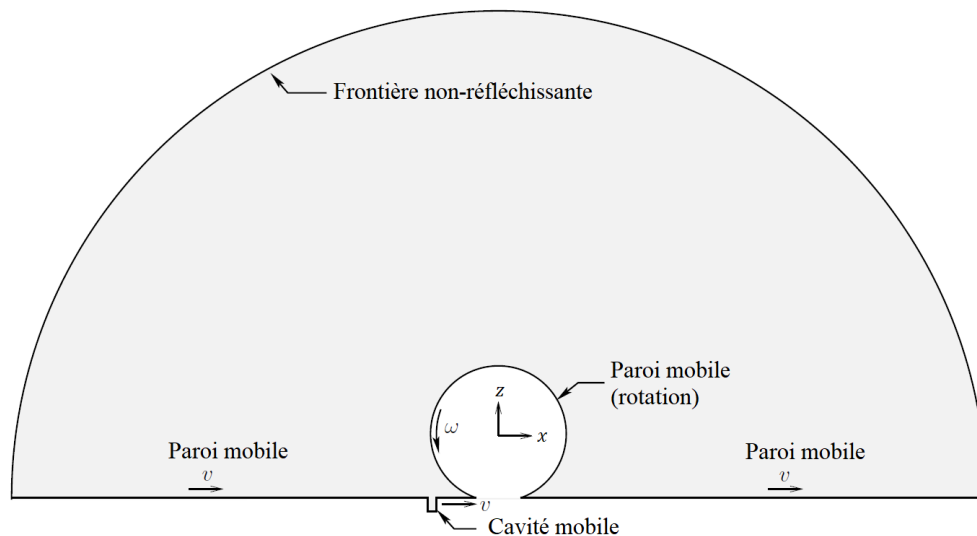 Frontière non-réfléchissante
Paroi mobile
(rotation)
z
ω
x
Paroi mobile
v
Paroi mobile
v
v
Cavité mobile